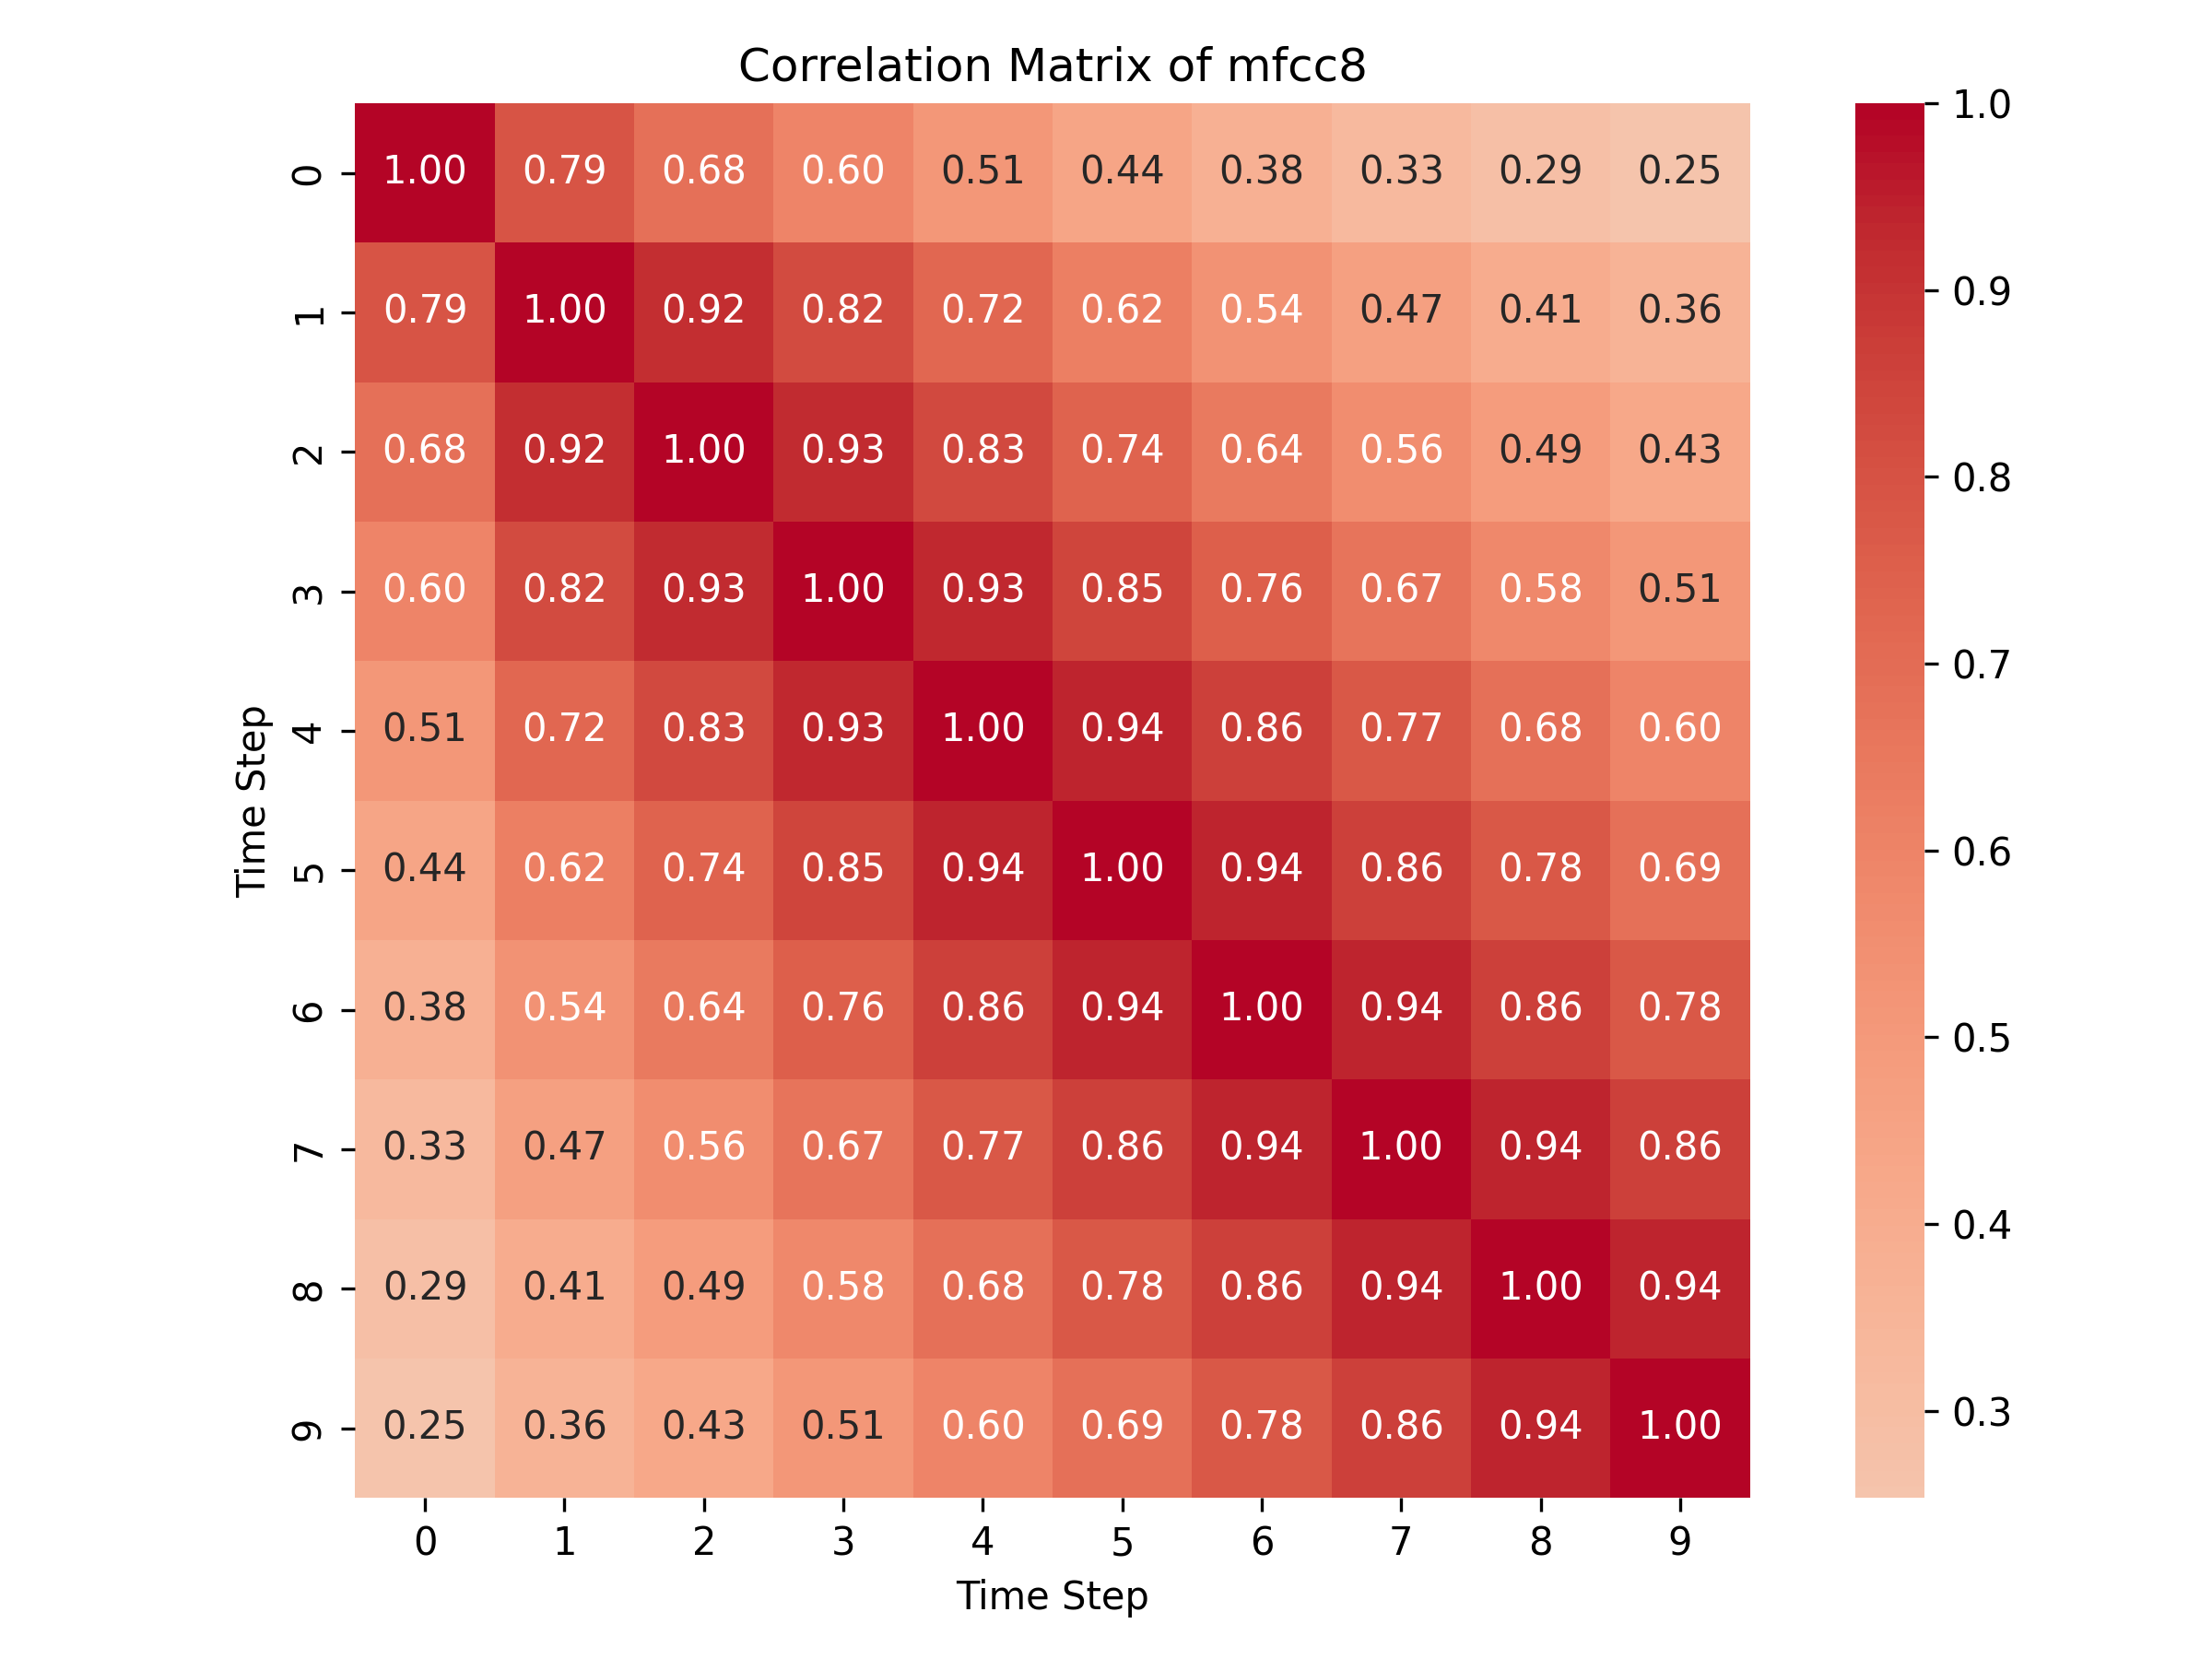 Correlation Matrix of mfcc8
0 1.00 0.79 0.68 0.60 0.51 0.44 0.38 0.33 0.29 0.25
1 0.79 1.00 0.92 0.82 0.72 0.62 0.54 0.47 0.41 0.36
2 0.68 0.92 1.00 0.93 0.83 0.74 0.64 0.56 0.49 0.43
3 0.60 0.82 0.93 1.00 0.93 0.85 0.76 0.67 0.58 0.51
4 0.51 0.72 0.83 0.93 1.00 0.94 0.86 0.77 0.68 0.60
5 0.44 0.62 0.74 0.85 0.94 1.00 0.94 0.86 0.78 0.69
6 0.38 0.54 0.64 0.76 0.86 0.94 1.00 0.94 0.86 0.78
7 0.33 0.47 0.56 0.67 0.77 0.86 0.94 1.00 0.94 0.86
8 0.29 0.41 0.49 0.58 0.68 0.78 0.86 0.94 1.00 0.94
9 0.25 0.36 0.43 0.51 0.60 0.69 0.78 0.86 0.94 1.00
0 1 2 3 4 5 6 7 8 9
Time Step
Time Step
1.0
0.9
0.8
0.7
0.6
0.5
0.4
0.3